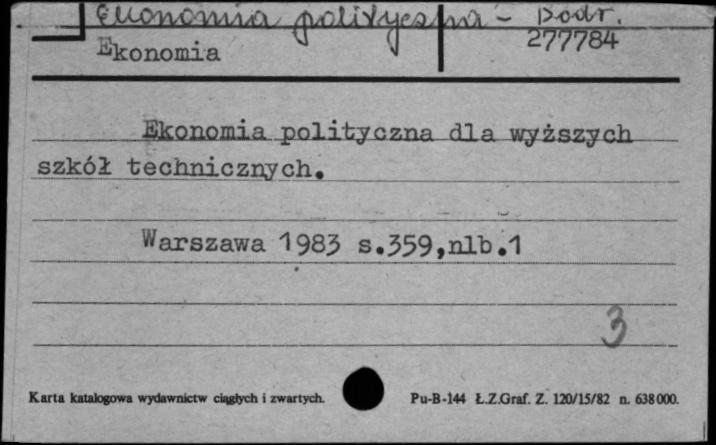 Ekonomia polityczna - Podr.
277784
Ekonomia
Ekonomia polityczna dla wyższych
szkół technicznych.
Warszawa 1983 s.359,nlb.1
3
Karta katalogowa wydawnictw ciągłych i zwartych. Pu-B-144 Ł.Z.Graf. Z. 120/15/82 n. 638000.